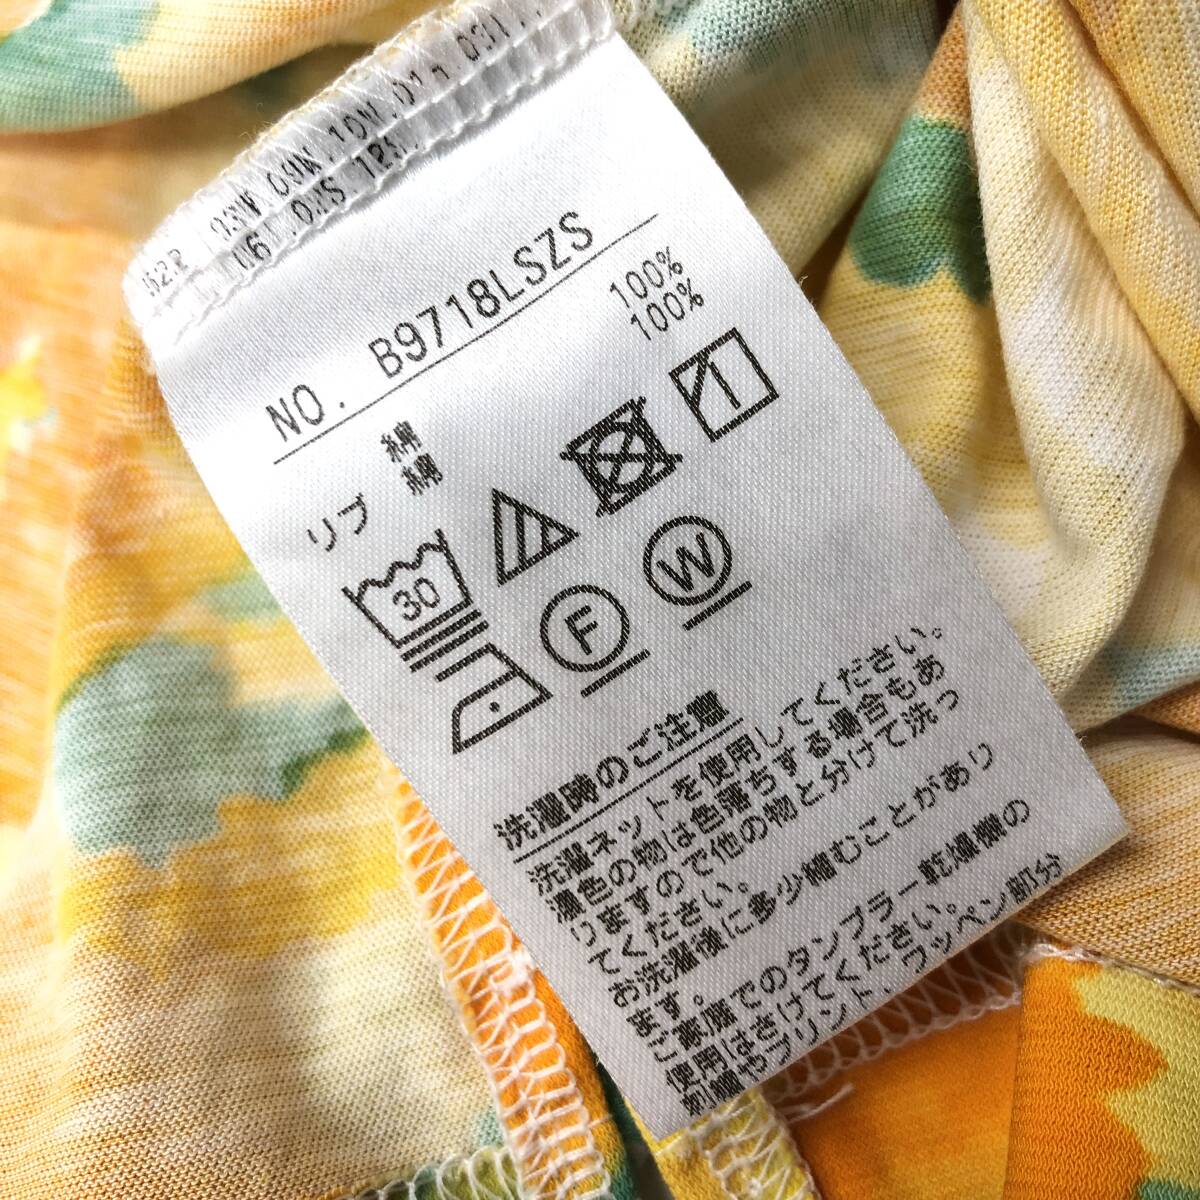 NO. B9718LSZS
綿 100%
リブ 綿 100%
30
F
W
洗濯時のご注意
洗濯ネットを使用してください。
濃色の物は色落ちする場合もあ
りますので他の物と分けて洗っ
てください。
お洗濯後に多少縮むことがあり
ます。
ご家庭でのタンブラー乾燥機の
使用はさけてください。
刺繍やプリント、ワッペン部分